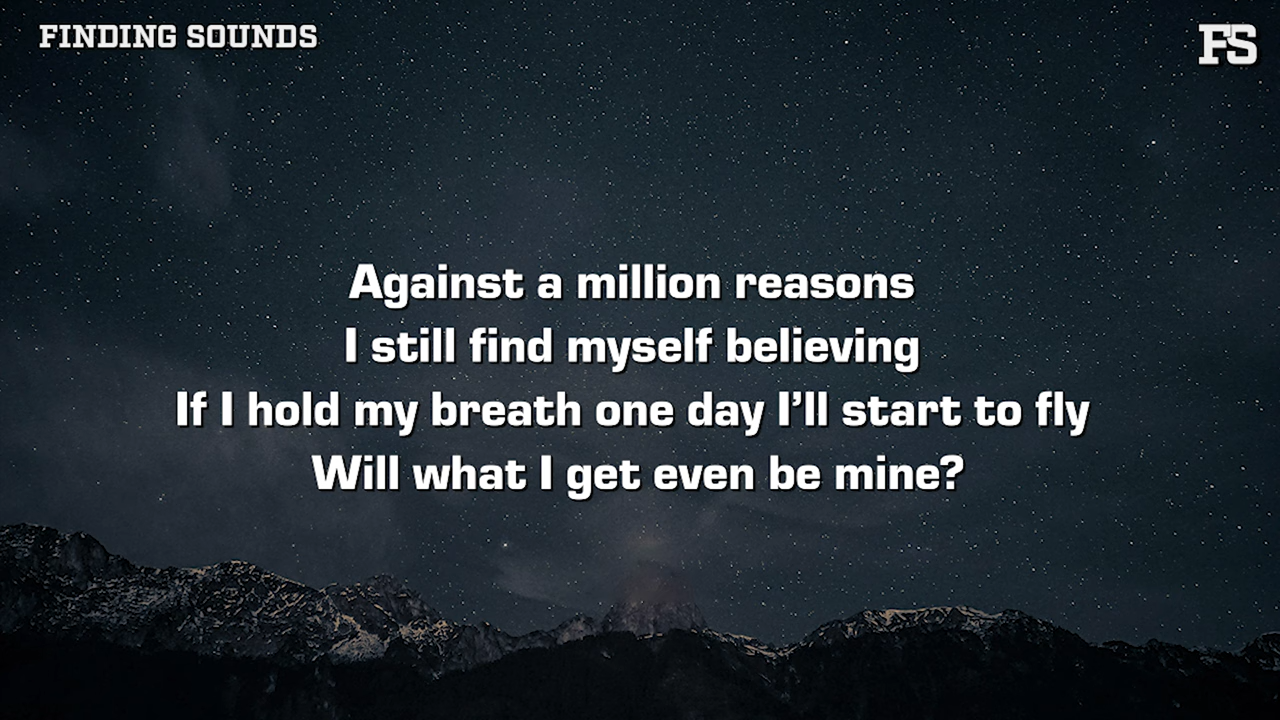 FINDING SOUNDS
FS
Against a million reasons
I still find myself believing
If I hold my breath one day I’ll start to fly
Will what I get even be mine?